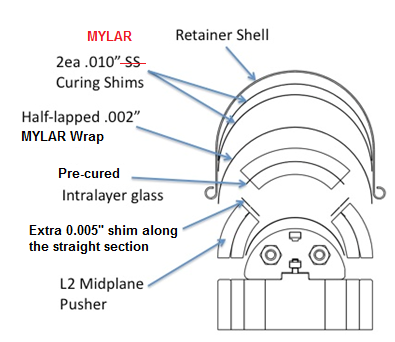 MYLAR
Retainer Shell
2ea .010” SS
Curing Shims
Half-lapped .002”
MYLAR Wrap
Pre-cured
Intralayer glass
Extra 0.005" shim along
the straight section
L2 Midplane
Pusher